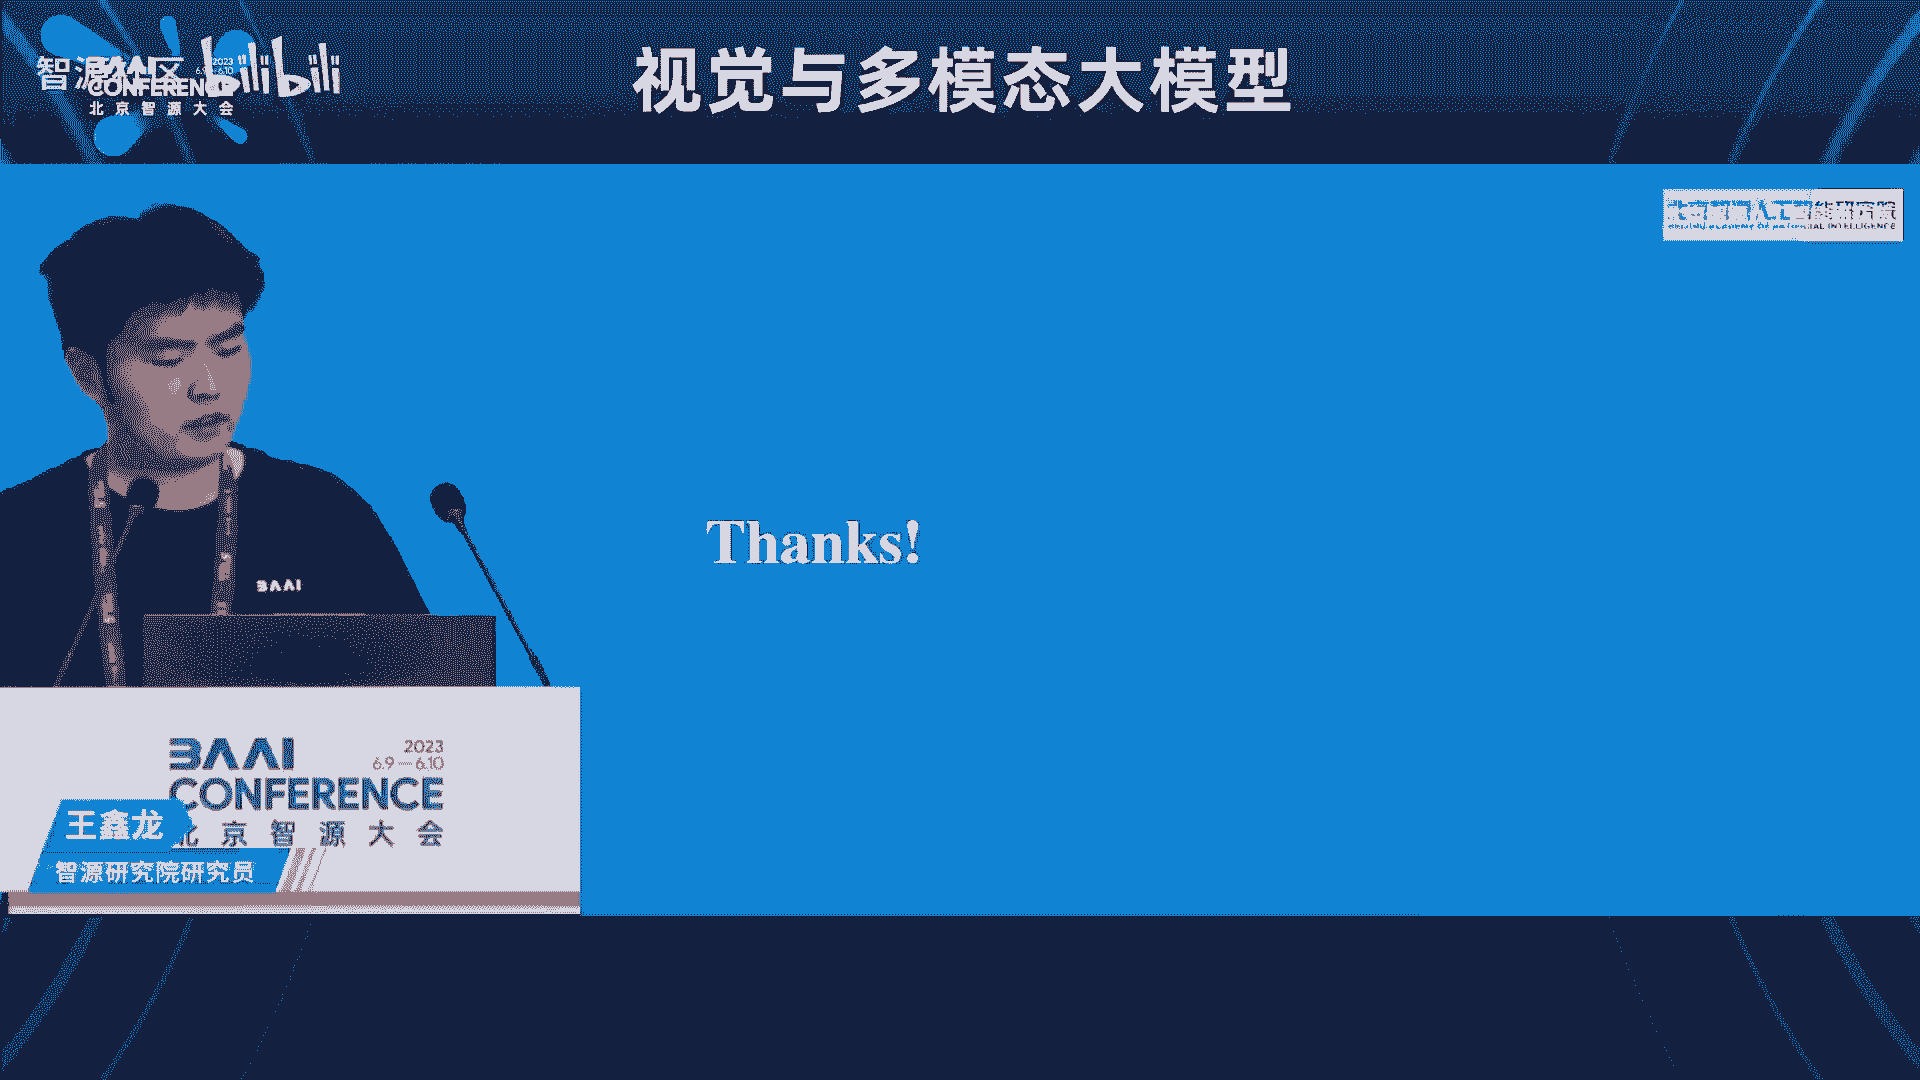 智源社区 bilibili
BAAI 2023
6.9—6.10
CONFERENCE
北京智源大会
视觉与多模态大模型
北京智源人工智能研究院
BEIJING ACADEMY OF ARTIFICIAL INTELLIGENCE
Thanks!
BAAI
BAAI 2023
6.9—6.10
CONFERENCE
北京智源大会
王鑫龙
智源研究院研究员